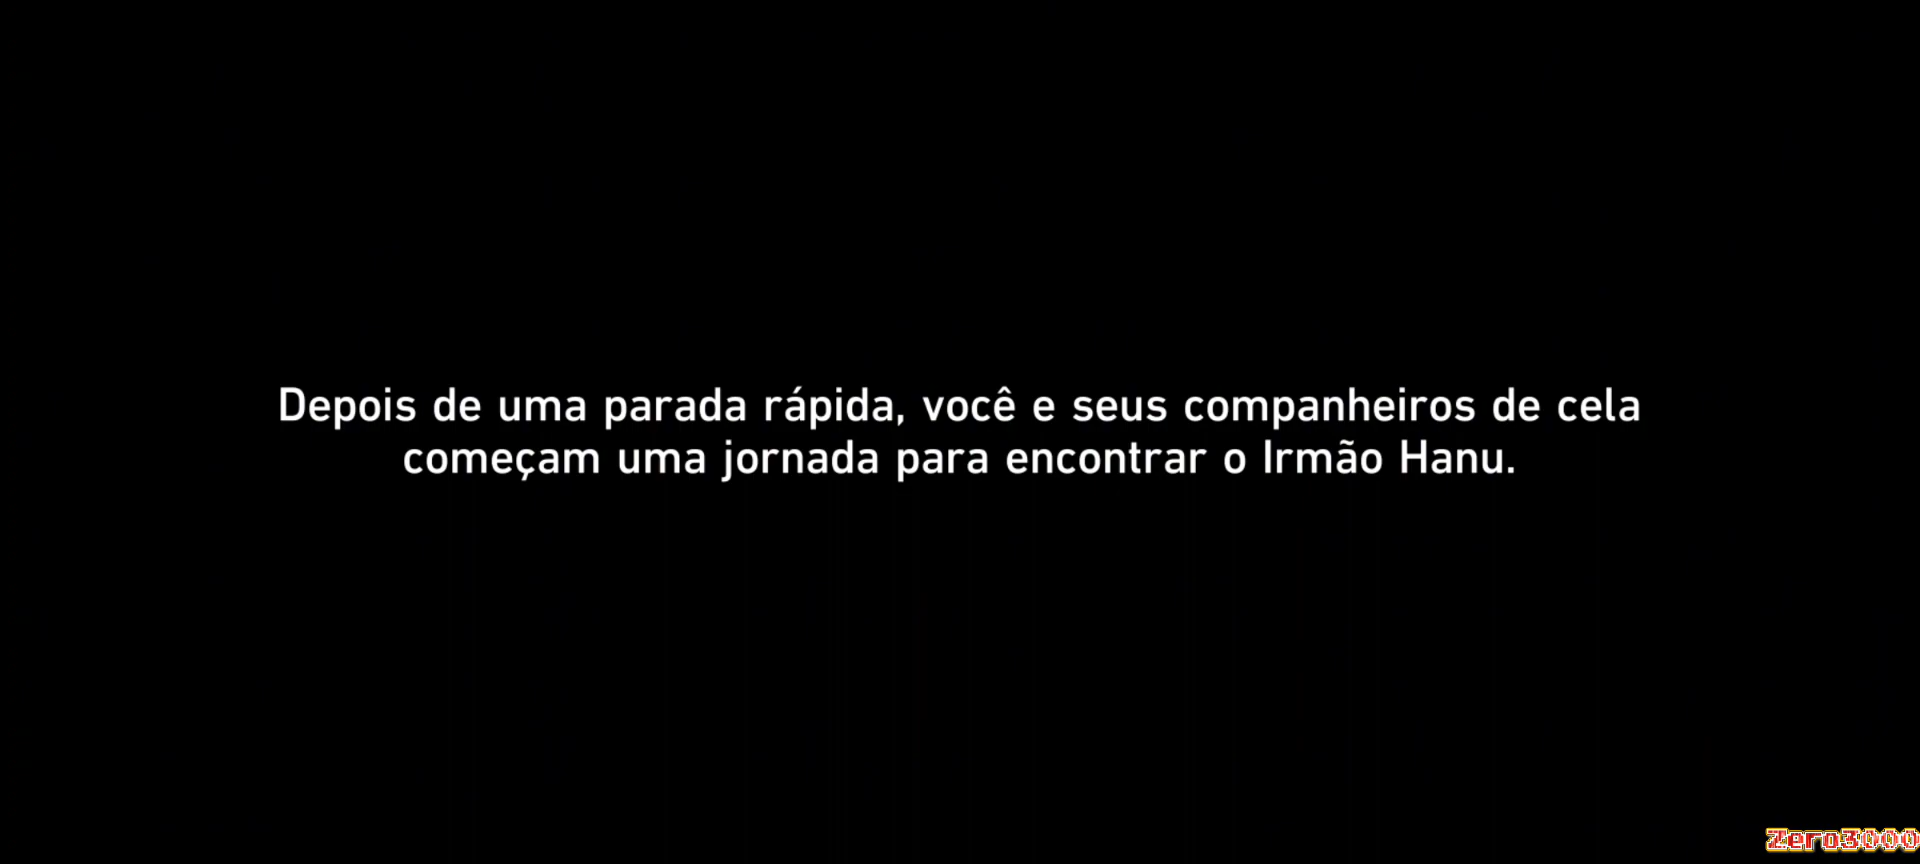 Depois de uma parada rápida, você e seus companheiros de cela
começam uma jornada para encontrar o Irmão Hanu.
Zero3000